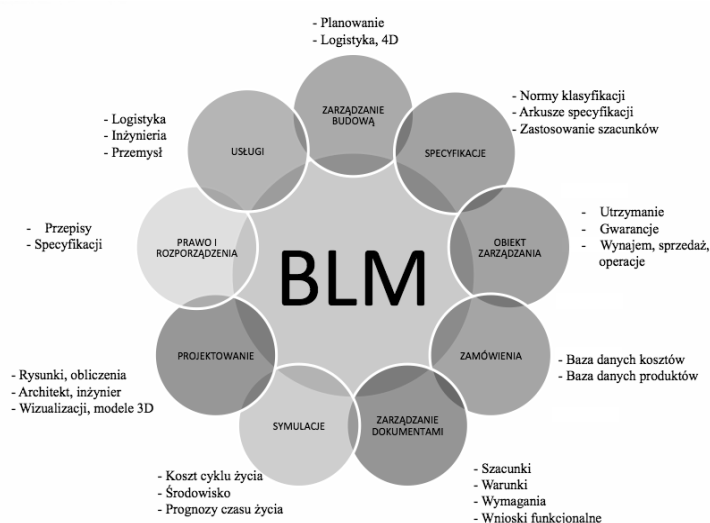 - Planowanie
- Logistyka, 4D
ZARZĄDZANIE
BUDOWĄ
- Normy klasyfikacji
- Arkusze specyfikacji
- Zastosowanie szacunków
SPECYFIKACJE
- Utrzymanie
- Gwarancje
- Wynajem, sprzedaż,
operacje
OBIEKT
ZARZĄDZANIA
ZAMÓWIENIA
- Baza danych kosztów
- Baza danych produktów
ZARZĄDZANIE
DOKUMENTAMI
- Szacunki
- Warunki
- Wymagania
- Wnioski funkcjonalne
SYMULACJE
- Koszt cyklu życia
- Środowisko
- Prognozy czasu życia
PROJEKTOWANIE
- Rysunki, obliczenia
- Architekt, inżynier
- Wizualizacji, modele 3D
PRAWO I
ROZPORZĄDZENIA
- Przepisy
- Specyfikacji
USŁUGI
- Logistyka
- Inżynieria
- Przemysł
BLM